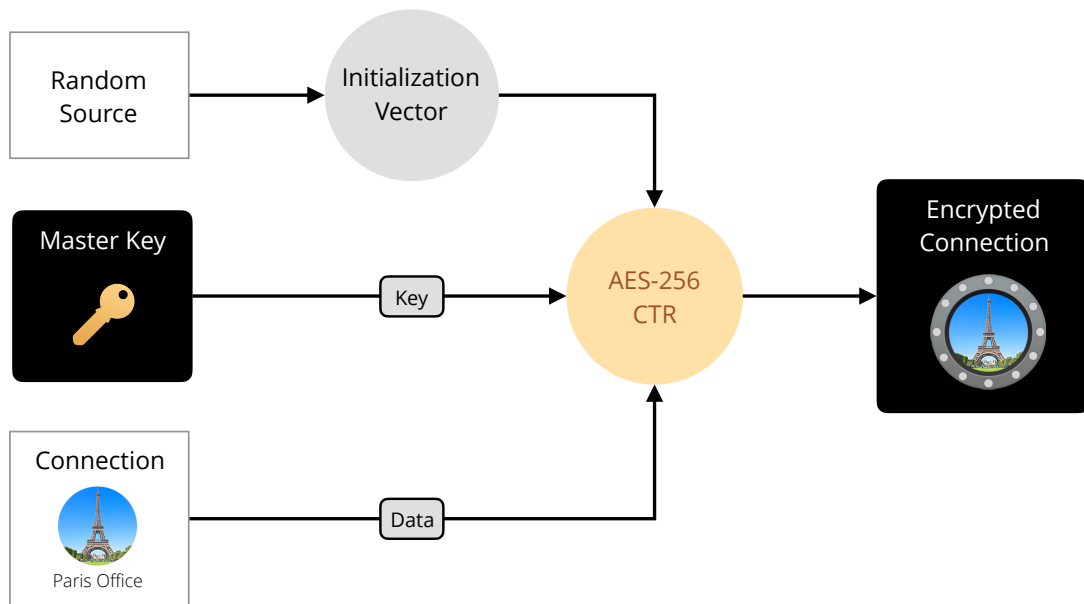 Random
Source
Initialization
Vector
Master Key
Key
AES-256
CTR
Encrypted
Connection
Connection
Paris Office
Data